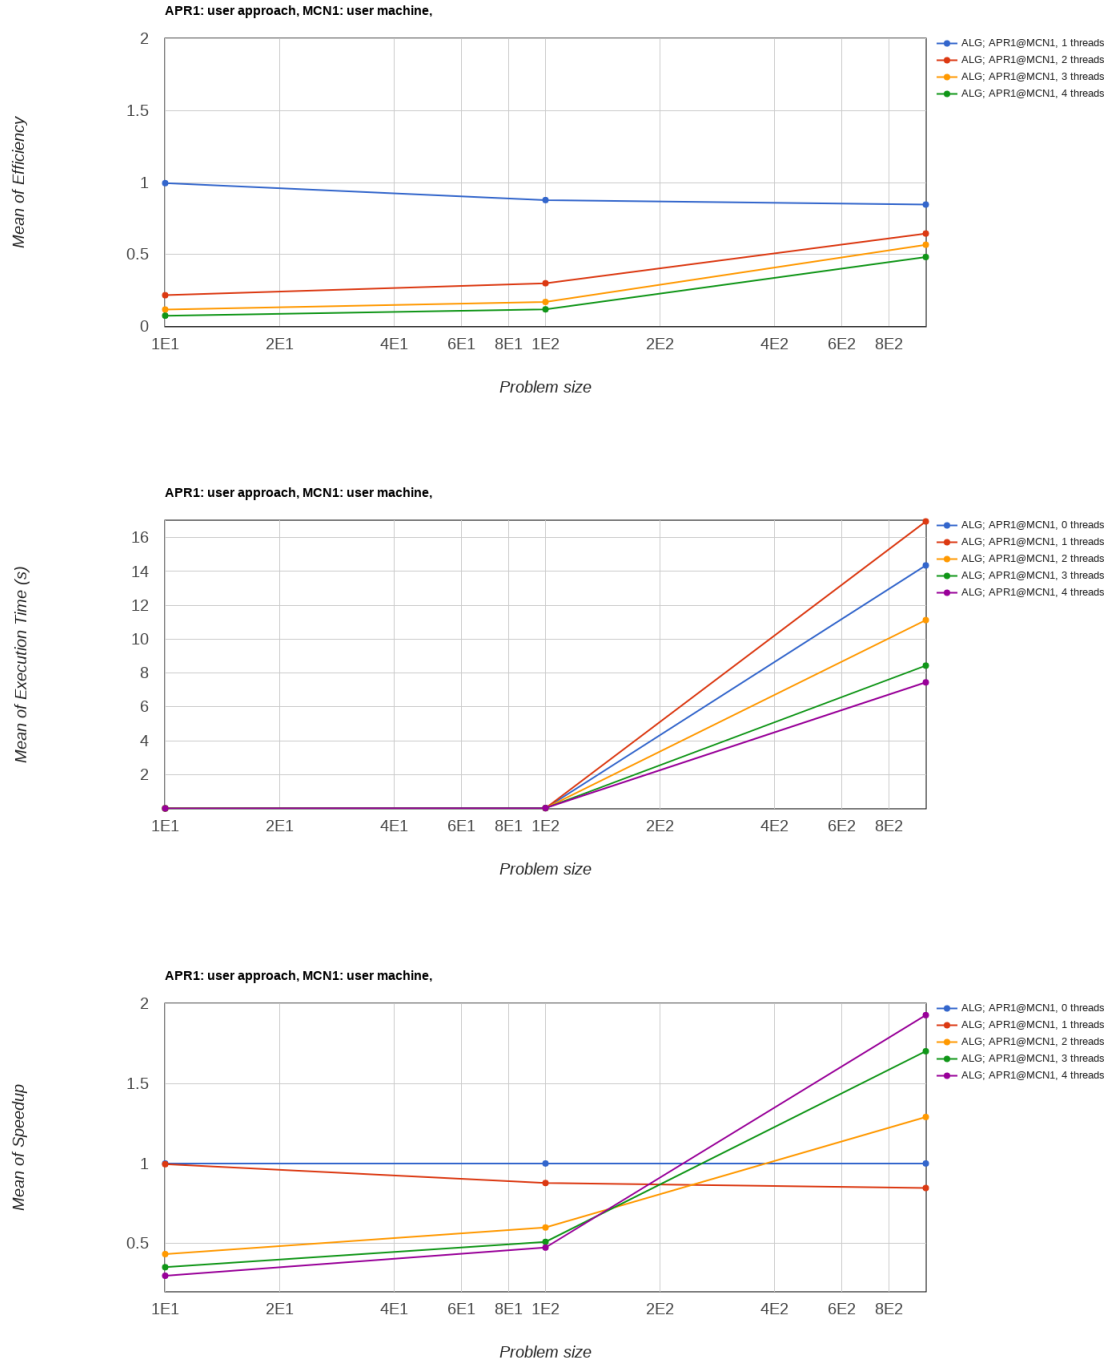 APR1: user approach, MCN1: user machine,
Mean of Efficiency
2
1.5
1
0.5
0
1E1 2E1 4E1 6E1 8E1 1E2 2E2 4E2 6E2 8E2
Problem size
ALG; APR1@MCN1, 1 threads
ALG; APR1@MCN1, 2 threads
ALG; APR1@MCN1, 3 threads
ALG; APR1@MCN1, 4 threads
APR1: user approach, MCN1: user machine,
Mean of Execution Time (s)
16
14
12
10
8
6
4
2
1E1 2E1 4E1 6E1 8E1 1E2 2E2 4E2 6E2 8E2
Problem size
ALG; APR1@MCN1, 0 threads
ALG; APR1@MCN1, 1 threads
ALG; APR1@MCN1, 2 threads
ALG; APR1@MCN1, 3 threads
ALG; APR1@MCN1, 4 threads
APR1: user approach, MCN1: user machine,
Mean of Speedup
2
1.5
1
0.5
1E1 2E1 4E1 6E1 8E1 1E2 2E2 4E2 6E2 8E2
Problem size
ALG; APR1@MCN1, 0 threads
ALG; APR1@MCN1, 1 threads
ALG; APR1@MCN1, 2 threads
ALG; APR1@MCN1, 3 threads
ALG; APR1@MCN1, 4 threads